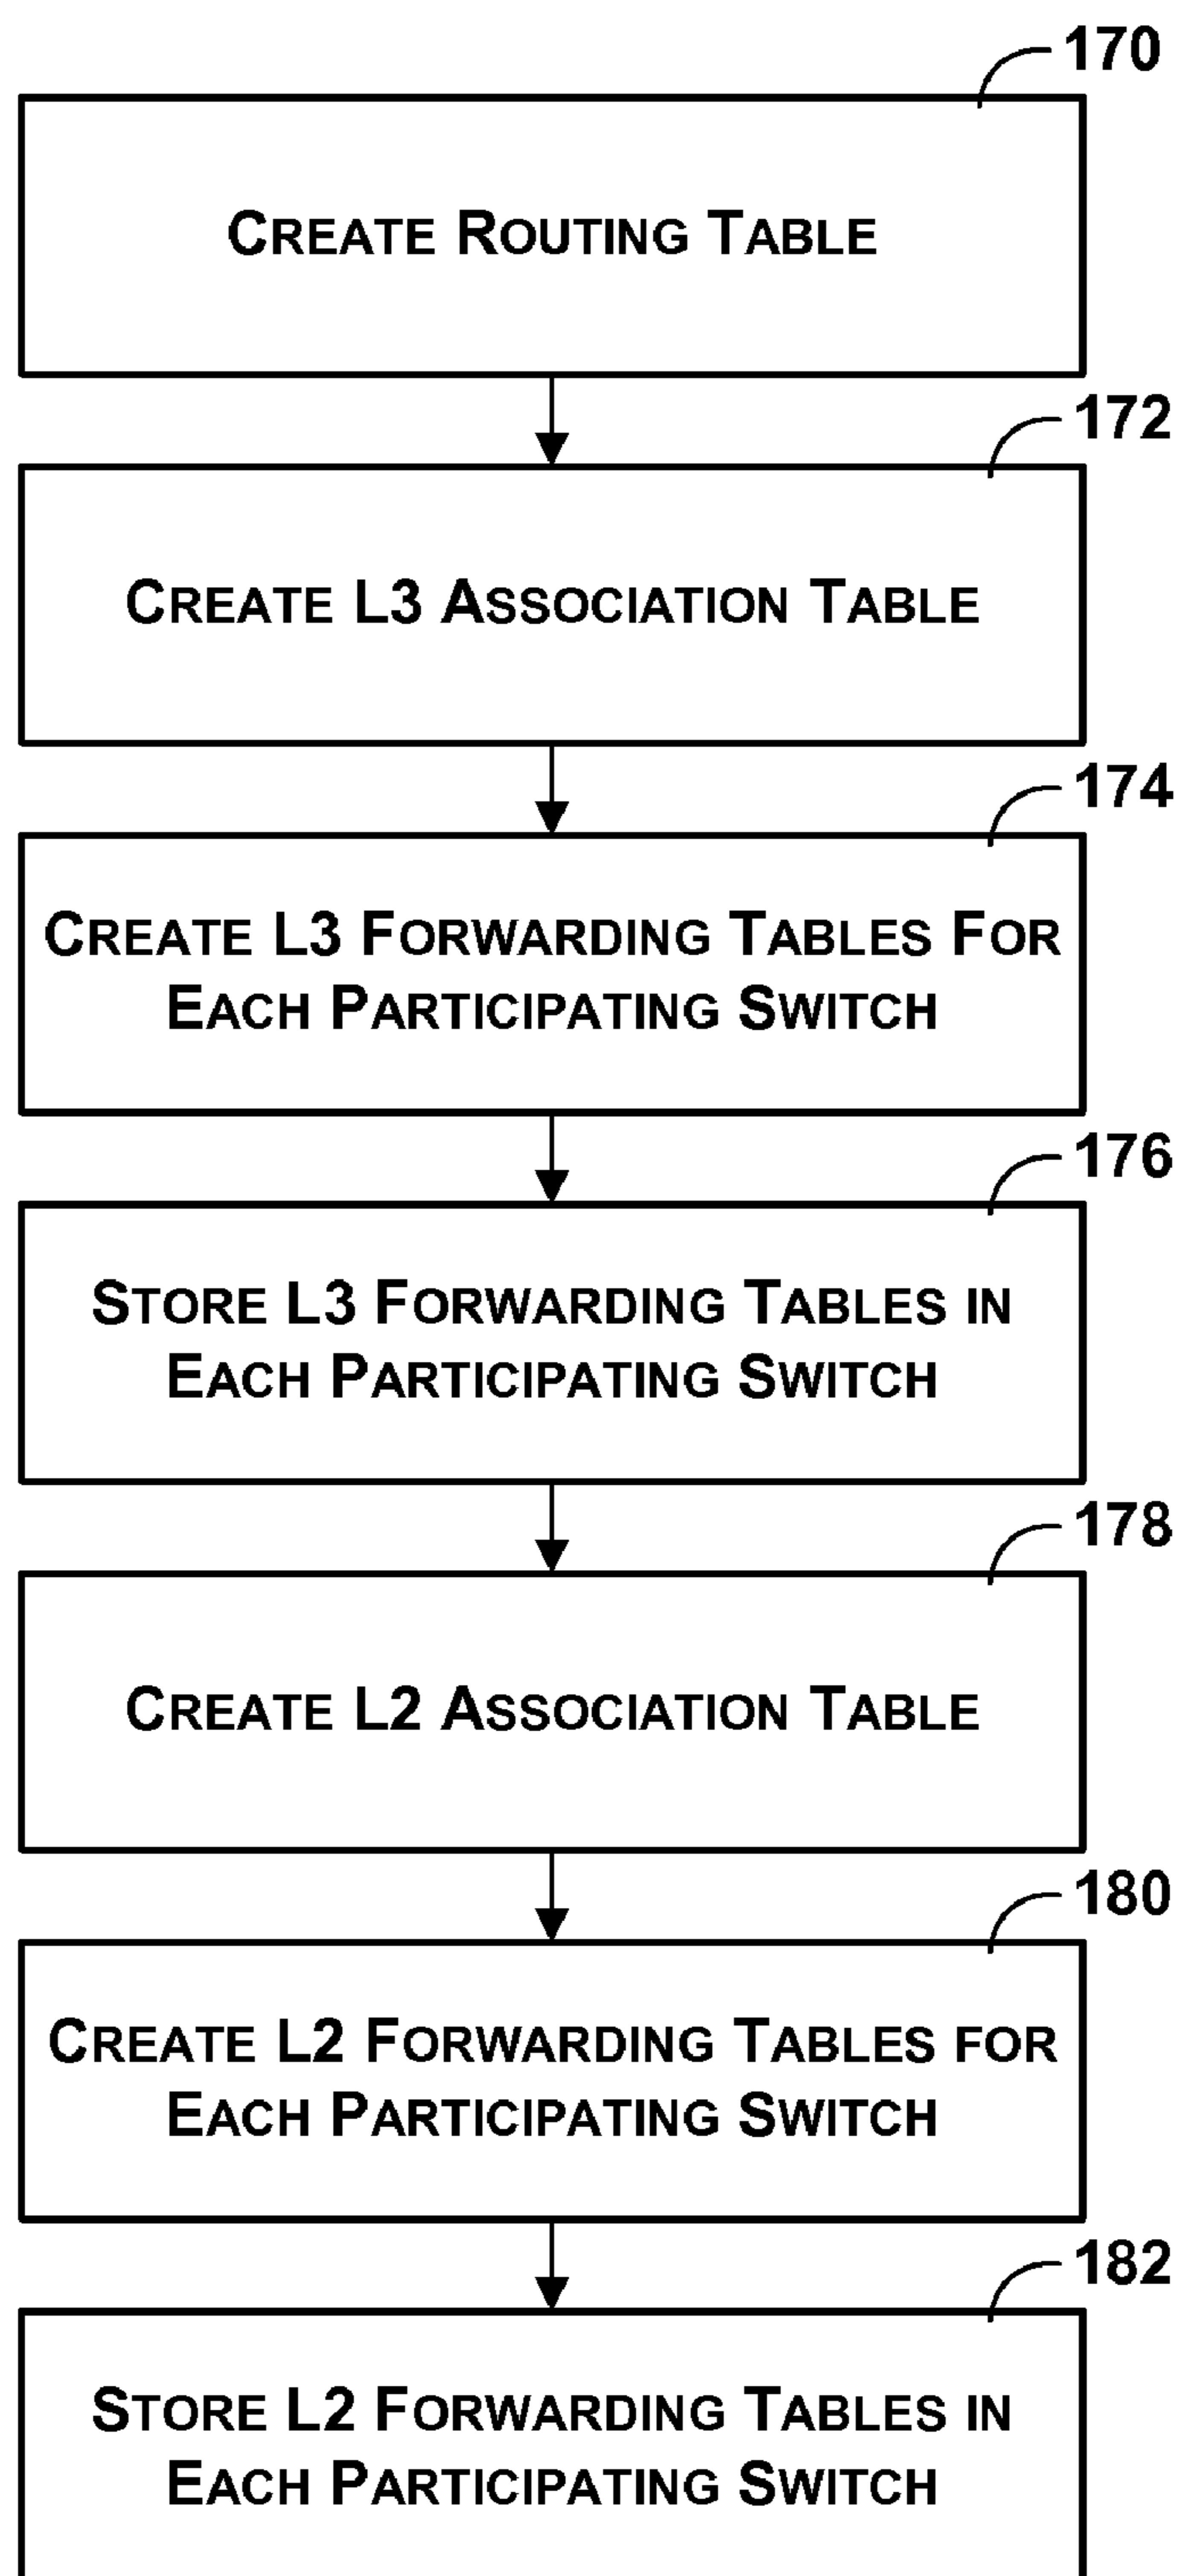 170
CREATE ROUTING TABLE
172
CREATE L3 ASSOCIATION TABLE
174
CREATE L3 FORWARDING TABLES FOR
EACH PARTICIPATING SWITCH
176
STORE L3 FORWARDING TABLES IN
EACH PARTICIPATING SWITCH
178
CREATE L2 ASSOCIATION TABLE
180
CREATE L2 FORWARDING TABLES FOR
EACH PARTICIPATING SWITCH
182
STORE L2 FORWARDING TABLES IN
EACH PARTICIPATING SWITCH